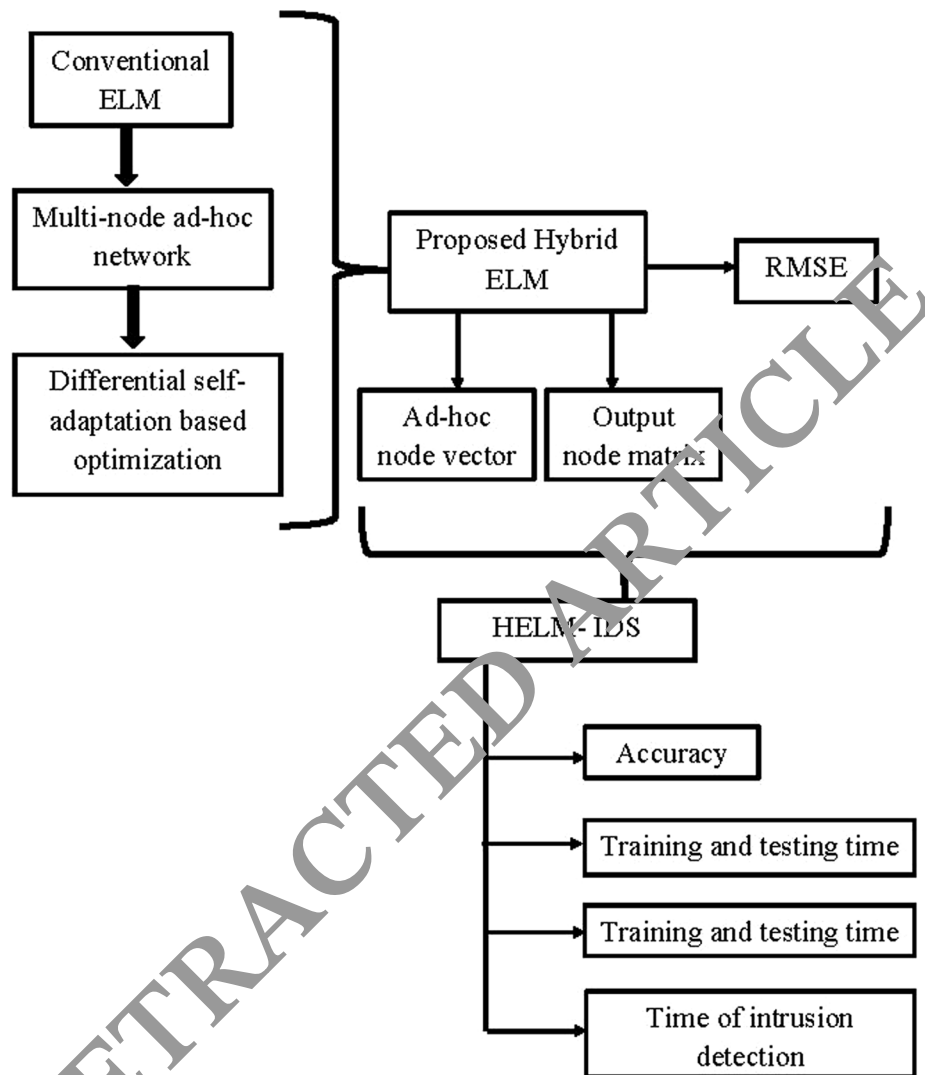 Conventional
ELM
Multi-node ad-hoc
network
Differential self-
adaptation based
optimization
Proposed Hybrid
ELM
RMSE
Ad-hoc
node vector
Output
node matrix
HELM- IDS
Accuracy
Training and testing time
Training and testing time
Time of intrusion
detection
ETRACTED ARTICLE